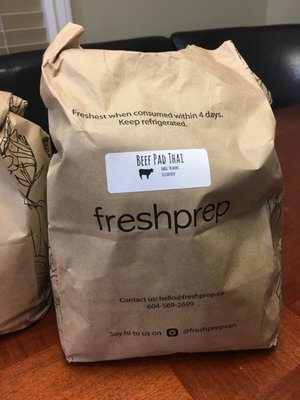 Freshest when consumed within 4 days.
Keep refrigerated.
BEEF PAD THAI
freshprep
Contact us: hello@freshprep.ca
604-569-2699
Say hi to us on @freshprepvan